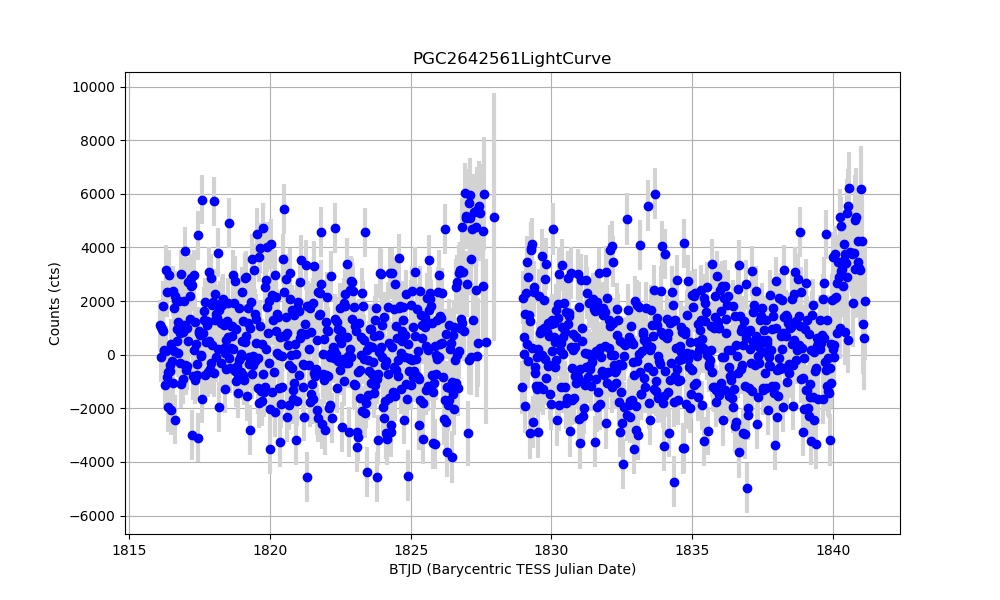 PGC2642561LightCurve
10000
8000
6000
4000
2000
0
−2000
−4000
−6000
Counts (cts)
1815 1820 1825 1830 1835 1840
BTJD (Barycentric TESS Julian Date)